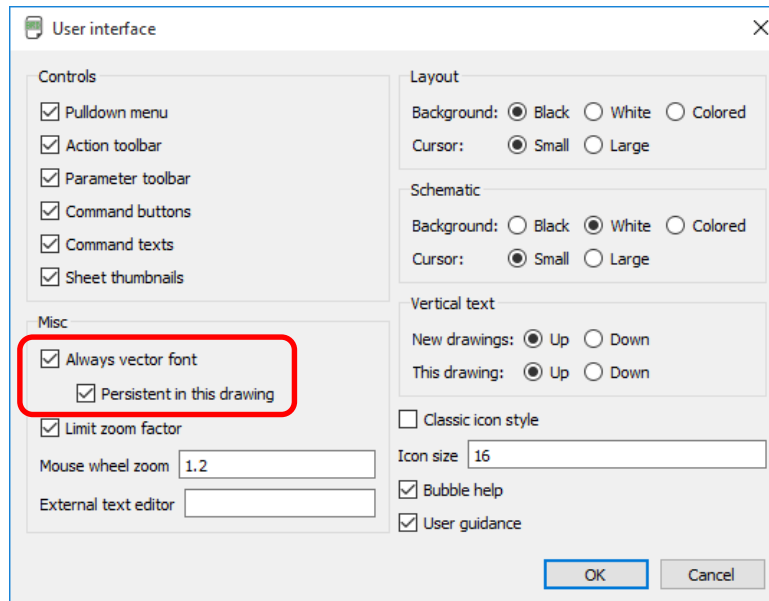 User interface
Controls
Pulldown menu
Action toolbar
Parameter toolbar
Command buttons
Command texts
Sheet thumbnails
Misc
Always vector font
Persistent in this drawing
Limit zoom factor
Mouse wheel zoom 1.2
External text editor
Layout
Background: Black White Colored
Cursor: Small Large
Schematic
Background: Black White Colored
Cursor: Small Large
Vertical text
New drawings: Up Down
This drawing: Up Down
Classic icon style
Icon size 16
Bubble help
User guidance
OK Cancel